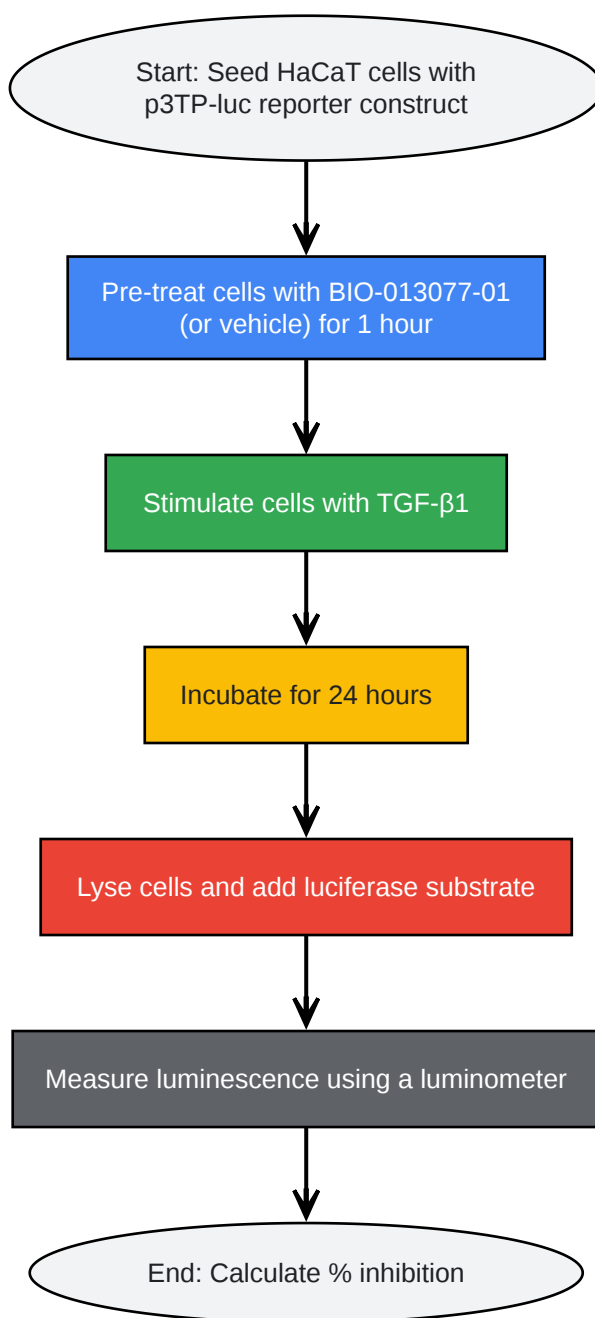 Start: Seed HaCaT cells with
p3TP-luc reporter construct
Pre-treat cells with BIO-013077-01
(or vehicle) for 1 hour
Stimulate cells with TGF-β1
Incubate for 24 hours
Lyse cells and add luciferase substrate
Measure luminescence using a luminometer
End: Calculate % inhibition